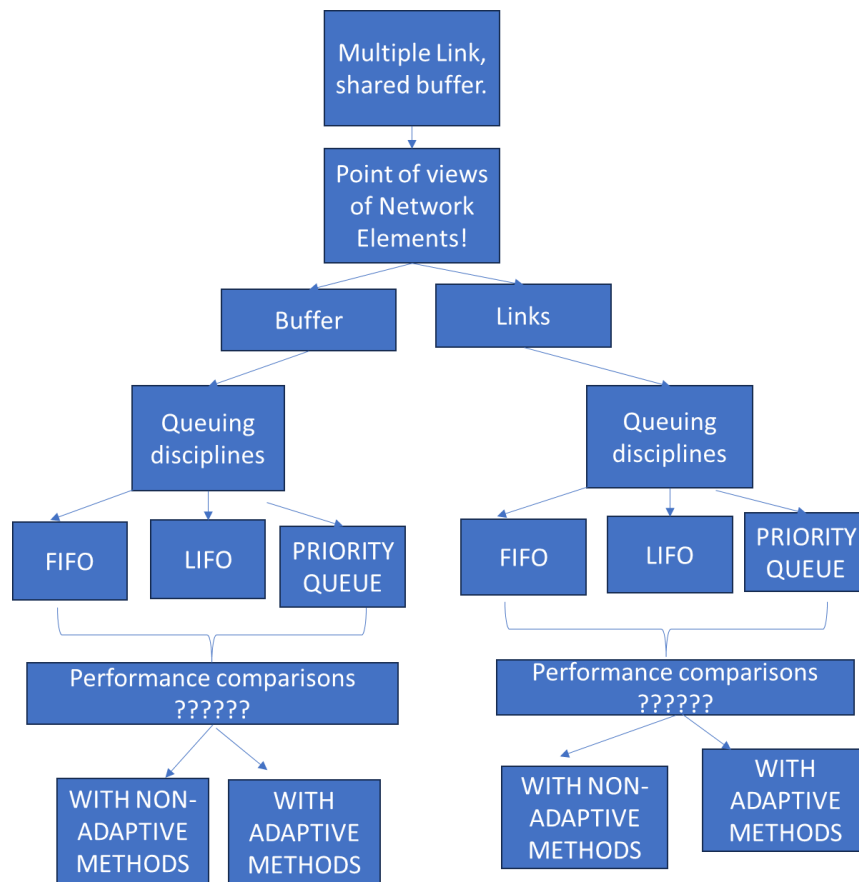 Multiple Link,
shared buffer.
Point of views
of Network
Elements!
Buffer
Links
Queuing
disciplines
Queuing
disciplines
FIFO
LIFO
PRIORITY
QUEUE
FIFO
LIFO
PRIORITY
QUEUE
Performance comparisons
??????
Performance comparisons
??????
WITH NON-
ADAPTIVE
METHODS
WITH
ADAPTIVE
METHODS
WITH NON-
ADAPTIVE
METHODS
WITH
ADAPTIVE
METHODS